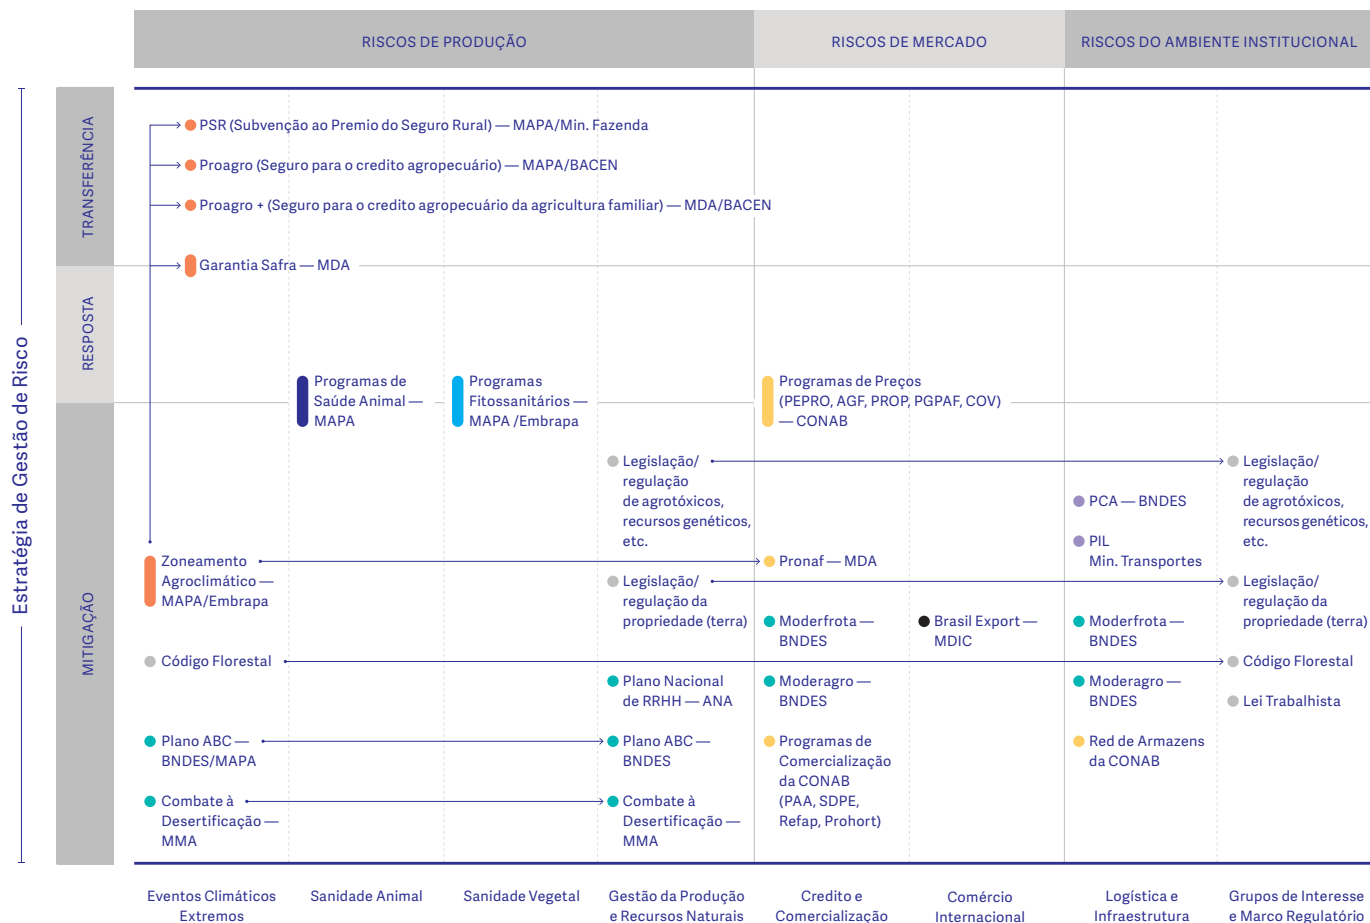 RISCOS DE PRODUÇÃO
RISCOS DE MERCADO
RISCOS DO AMBIENTE INSTITUCIONAL
Estratégia de Gestão de Risco
TRANSFERÊNCIA
PSR (Subvenção ao Premio do Seguro Rural) — MAPA/Min. Fazenda
Proagro (Seguro para o credito agropecuário) — MAPA/BACEN
Proagro + (Seguro para o credito agropecuário da agricultura familiar) — MDA/BACEN
Garantia Safra — MDA
RESPOSTA
Programas de
Saúde Animal —
MAPA
Programas
Fitossanitários —
MAPA /Embrapa
Programas de Preços
(PEPRO, AGF, PROP, PGPAF, COV)
— CONAB
MITIGAÇÃO
Zoneamento
Agroclimático —
MAPA/Embrapa
Código Florestal
Plano ABC —
BNDES/MAPA
Combate à
Desertificação —
MMA
Legislação/
regulação
de agrotóxicos,
recursos genéticos,
etc.
Legislação/
regulação da
propriedade (terra)
Plano Nacional
de RRHH — ANA
Plano ABC —
BNDES
Combate à
Desertificação —
MMA
Pronaf — MDA
Moderfrota —
BNDES
Moderagro —
BNDES
Programas de
Comercialização
da CONAB
(PAA, SDPE,
Refap, Prohort)
Brasil Export —
MDIC
PCA — BNDES
PIL
Min. Transportes
Moderfrota —
BNDES
Moderagro —
BNDES
Red de Armazens
da CONAB
Legislação/
regulação
de agrotóxicos,
recursos genéticos,
etc.
Legislação/
regulação da
propriedade (terra)
Código Florestal
Lei Trabalhista
Eventos Climáticos
Extremos
Sanidade Animal
Sanidade Vegetal
Gestão da Produção
e Recursos Naturais
Credito e
Comercialização
Comércio
Internacional
Logística e
Infraestrutura
Grupos de Interesse
e Marco Regulatório